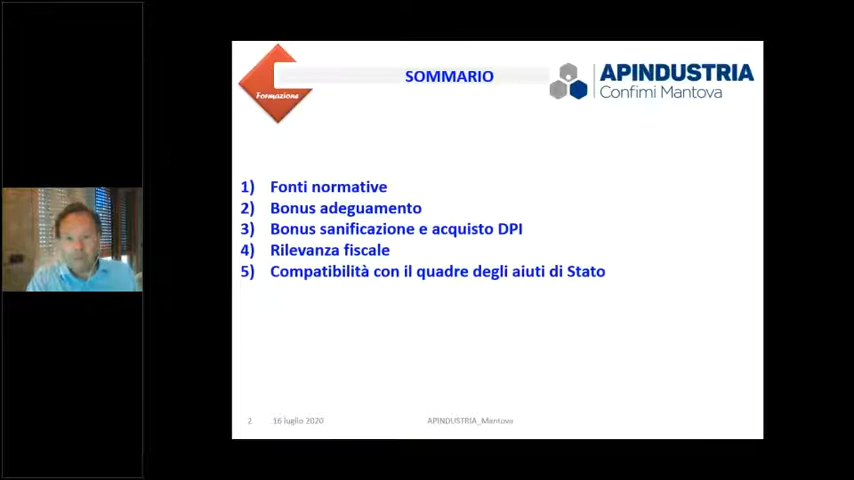 SOMMARIO
Formazione
APINDUSTRIA
Confimi Mantova
1) Fonti normative
2) Bonus adeguamento
3) Bonus sanificazione e acquisto DPI
4) Rilevanza fiscale
5) Compatibilità con il quadre degli aiuti di Stato
2 16 luglio 2020 APINDUSTRIA_Mantova